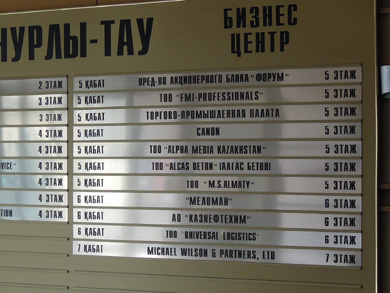 НУРЛЫ-ТАУ
БИЗНЕС
ЦЕНТР
2 ЭТАЖ
3 ЭТАЖ
3 ЭТАЖ
4 ЭТАЖ
4 ЭТАЖ
VICE" 4 ЭТАЖ
4 ЭТАЖ
TION 4 ЭТАЖ
5 ҚАБАТ ПРЕД-ВО АКЦИОНЕРНОГО БАНКА "ФОРУМ" 5 ЭТАЖ
5 ҚАБАТ ТОО "FMI-PROFESSIONALS" 5 ЭТАЖ
5 ҚАБАТ ТОРГОВО-ПРОМЫШЛЕННАЯ ПАЛАТА 5 ЭТАЖ
5 ҚАБАТ CANON 5 ЭТАЖ
5 ҚАБАТ ТОО "ALPHA MEDIA KAZAKHSTAN" 5 ЭТАЖ
5 ҚАБАТ ТОО "ALCAS BETON" (АЛГАС БЕТОН) 5 ЭТАЖ
5 ҚАБАТ ТОО "M.S.ALMATY" 5 ЭТАЖ
6 ҚАБАТ "МЕЛОМАН" 6 ЭТАЖ
6 ҚАБАТ АО "КАЗНЕФТЕХИМ" 6 ЭТАЖ
6 ҚАБАТ ТОО "UNIVERSAL LOGISTICS" 6 ЭТАЖ
7 ҚАБАТ MICHAEL WILSON & PARTNERS, LTD 7 ЭТАЖ